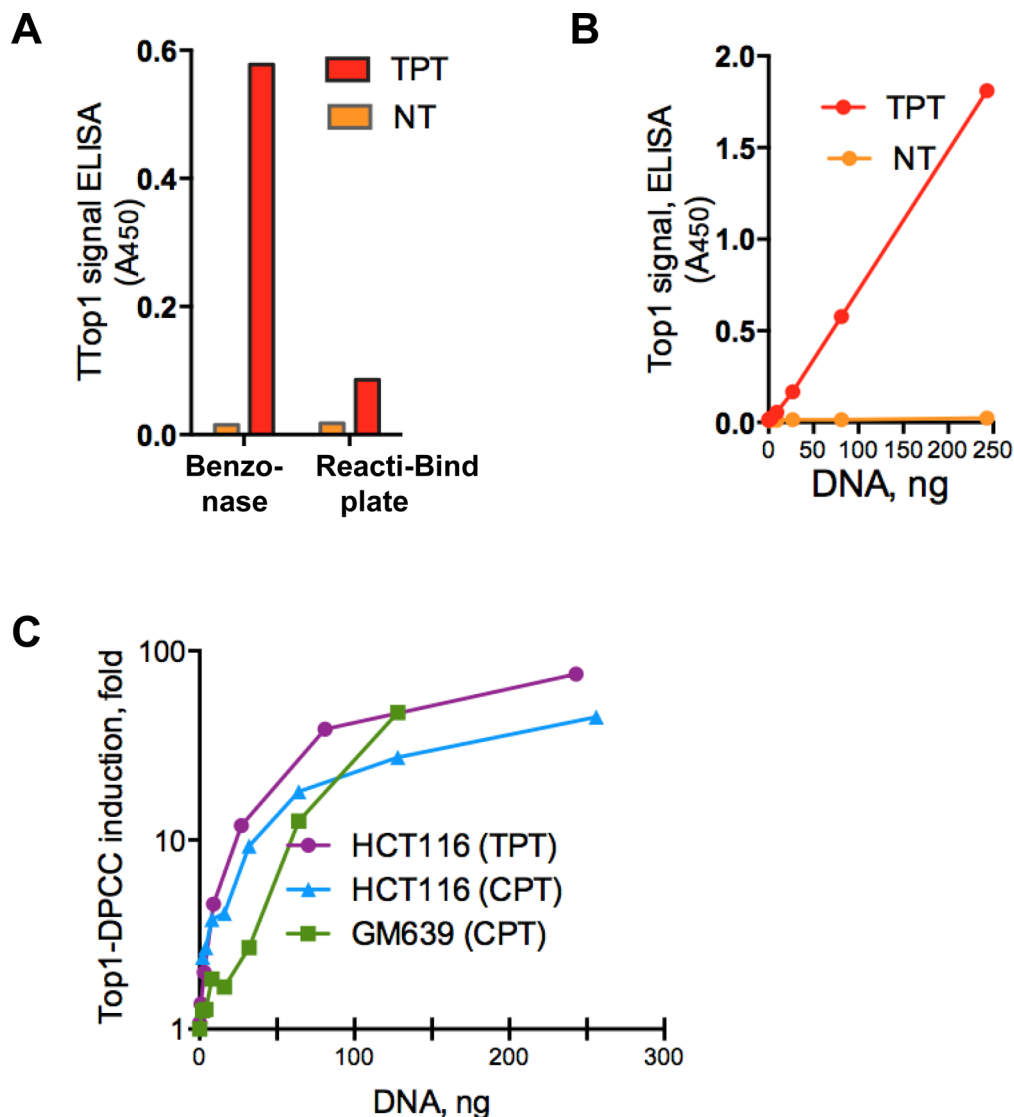 A
TTop1 signal ELISA
(A450)
0.6
0.4
0.2
0.0
TPT
NT
Benzo-
nase
Reacti-Bind
plate
B
Top1 signal, ELISA
(A450)
2.0
1.5
1.0
0.5
0.0
TPT
NT
0 50 100 150 200 250
DNA, ng
C
Top1-DPCC induction, fold
100
10
1
HCT116 (TPT)
HCT116 (CPT)
GM639 (CPT)
0 100 200 300
DNA, ng